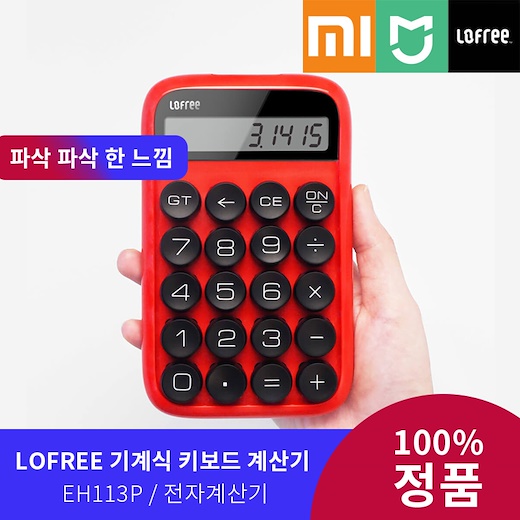 mi
LOFREE
LOFREE
3.1415
파삭 파삭 한 느낌
GT ← CE ON/C
7 8 9 ÷
4 5 6 ×
1 2 3 −
0 . = +
LOFREE 기계식 키보드 계산기
EH113P / 전자계산기
100%
정품